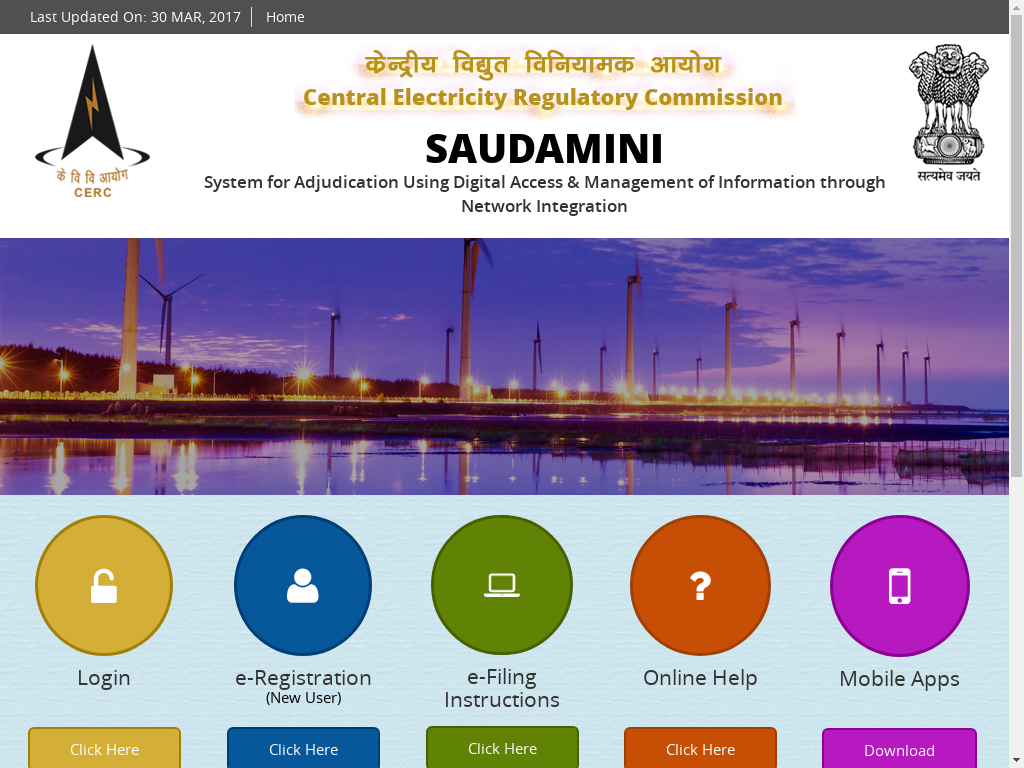 Last Updated On: 30 MAR, 2017 Home
केन्द्रीय विद्युत विनियामक आयोग
Central Electricity Regulatory Commission
के वि वि आयोग
CERC
सत्यमेव जयते
SAUDAMINI
System for Adjudication Using Digital Access & Management of Information through
Network Integration
Login
e-Registration
(New User)
e-Filing
Instructions
Online Help
Mobile Apps
Click Here
Click Here
Click Here
Click Here
Download